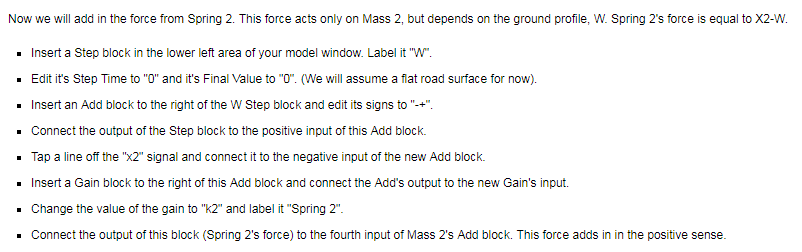 Now we will add in the force from Spring 2. This force acts only on Mass 2, but depends on the ground profile, W. Spring 2's force is equal to X2-W.
▪ Insert a Step block in the lower left area of your model window. Label it "W".
▪ Edit it's Step Time to "0" and it's Final Value to "0". (We will assume a flat road surface for now).
▪ Insert an Add block to the right of the W Step block and edit its signs to "-+".
▪ Connect the output of the Step block to the positive input of this Add block.
▪ Tap a line off the "x2" signal and connect it to the negative input of the new Add block.
▪ Insert a Gain block to the right of this Add block and connect the Add's output to the new Gain's input.
▪ Change the value of the gain to "k2" and label it "Spring 2".
▪ Connect the output of this block (Spring 2's force) to the fourth input of Mass 2's Add block. This force adds in in the positive sense.